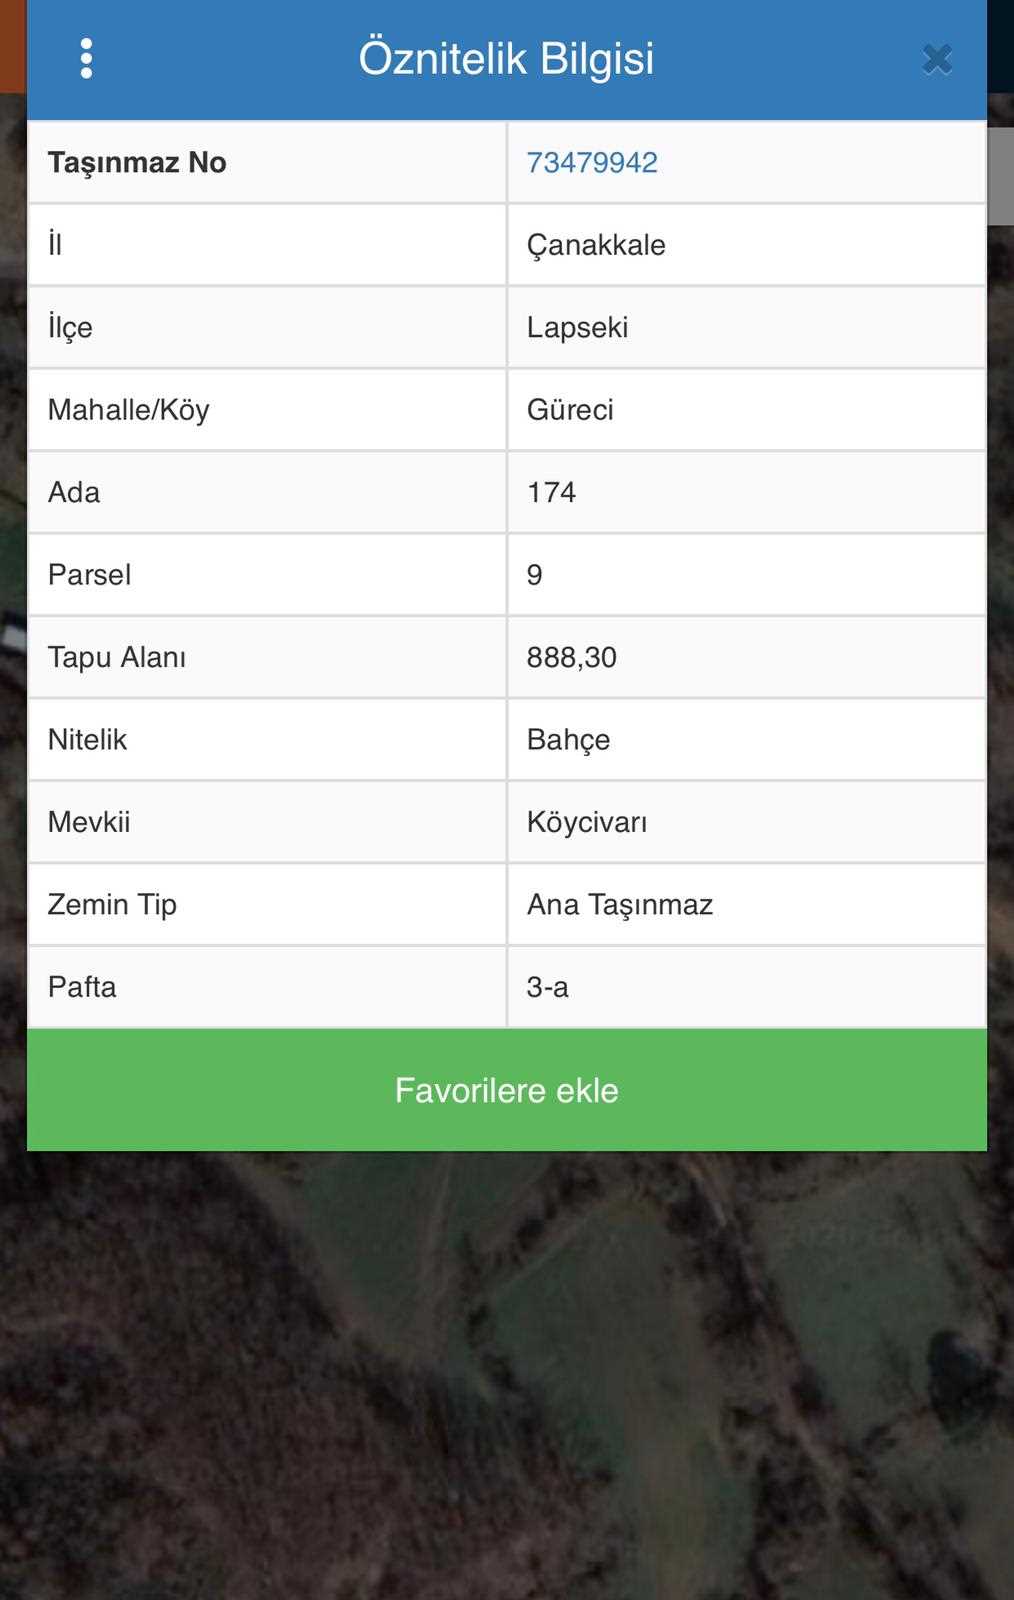 Öznitelik Bilgisi
Taşınmaz No 73479942
İl Çanakkale
İlçe Lapseki
Mahalle/Köy Güreci
Ada 174
Parsel 9
Tapu Alanı 888,30
Nitelik Bahçe
Mevkii Köycivarı
Zemin Tip Ana Taşınmaz
Pafta 3-a
Favorilere ekle